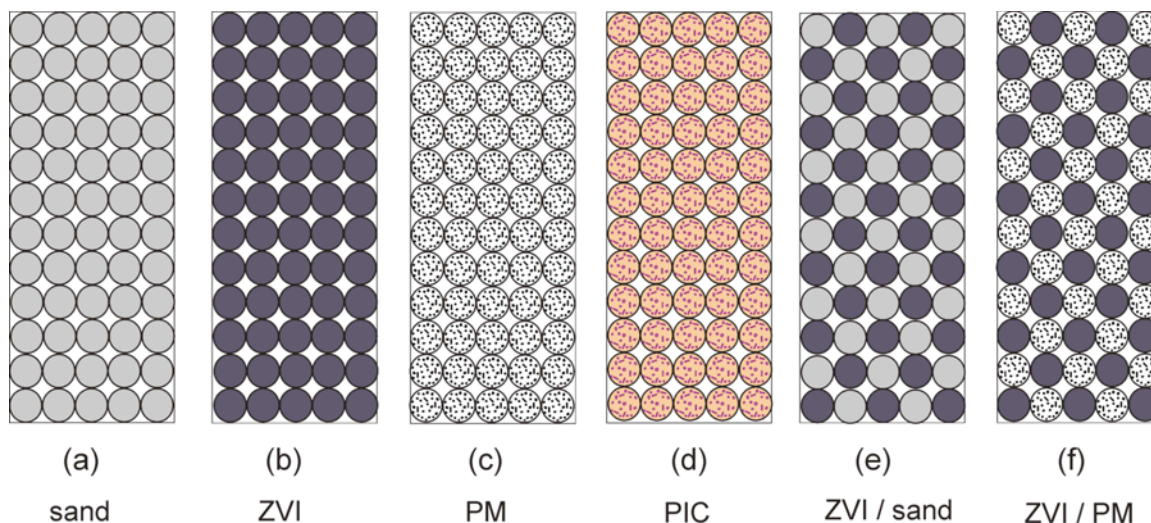 (a) (b) (c) (d) (e) (f)
sand ZVI PM PIC ZVI / sand ZVI / PM